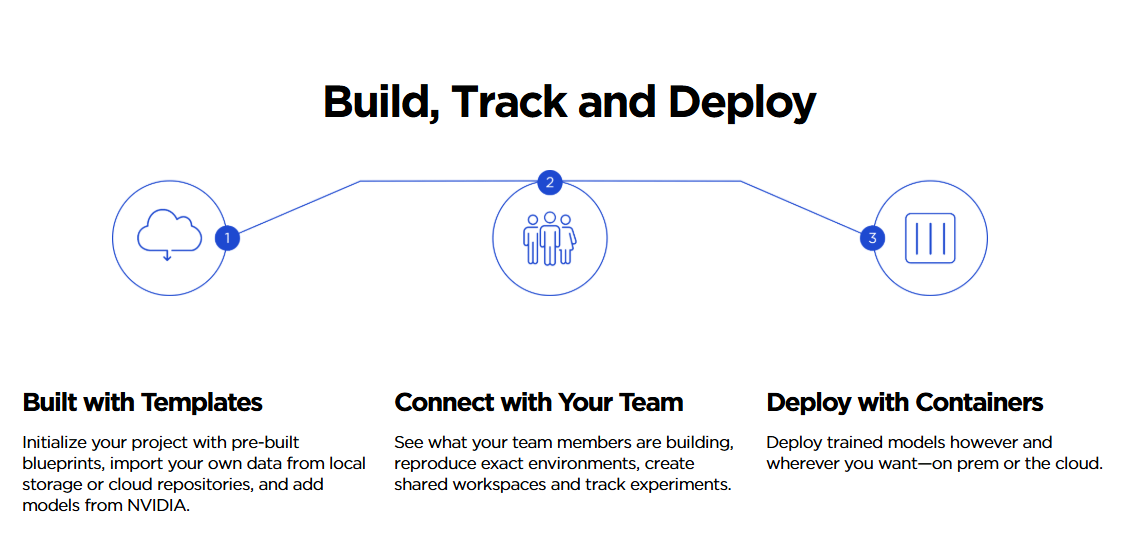 Build, Track and Deploy
1
2
3
Built with Templates
Initialize your project with pre-built
blueprints, import your own data from local
storage or cloud repositories, and add
models from NVIDIA.
Connect with Your Team
See what your team members are building,
reproduce exact environments, create
shared workspaces and track experiments.
Deploy with Containers
Deploy trained models however and
wherever you want—on prem or the cloud.